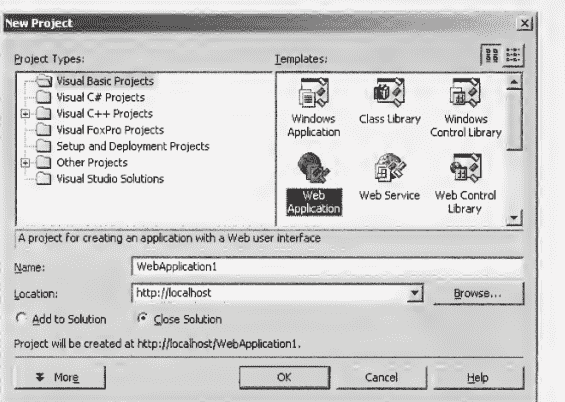 New Project
Project Types:
Templates:
Visual Basic Projects
Visual C# Projects
Visual C++ Projects
Visual FoxPro Projects
Setup and Deployment Projects
Other Projects
Visual Studio Solutions
Windows Application
Class Library
Windows Control Library
Web Application
Web Service
Web Control Library
A project for creating an application with a Web user interface
Name:
WebApplication1
Location:
http://localhost
Browse...
Add to Solution
Close Solution
Project will be created at http://localhost/WebApplication1.
More
OK
Cancel
Help